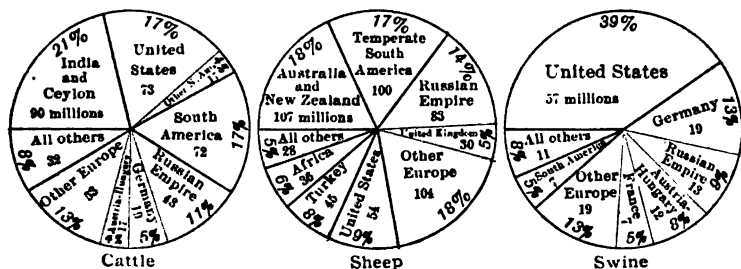 17%
United
States
73
21%
India
and
Ceylon
90 millions
South
America
72
17%
Russian
Empire
48
11%
Germany
19
5%
Austria-Hungary
17
Other Europe
53
13%
All others
32
8%
Cattle
17%
Temperate
South
America
100
14%
Russian
Empire
83
United Kingdom
30
5%
Other
Europe
104
18%
United States
54
9%
Turkey
45
8%
Africa
36
6%
All others
28
5%
18%
Australia
and
New Zealand
107 millions
Sheep
39%
United States
57 millions
Germany
19
13%
Russian
Empire
13
Austria-
Hungary
12
8%
France
7
5%
Other
Europe
19
13%
South America
7
5%
All others
11
8%
Swine